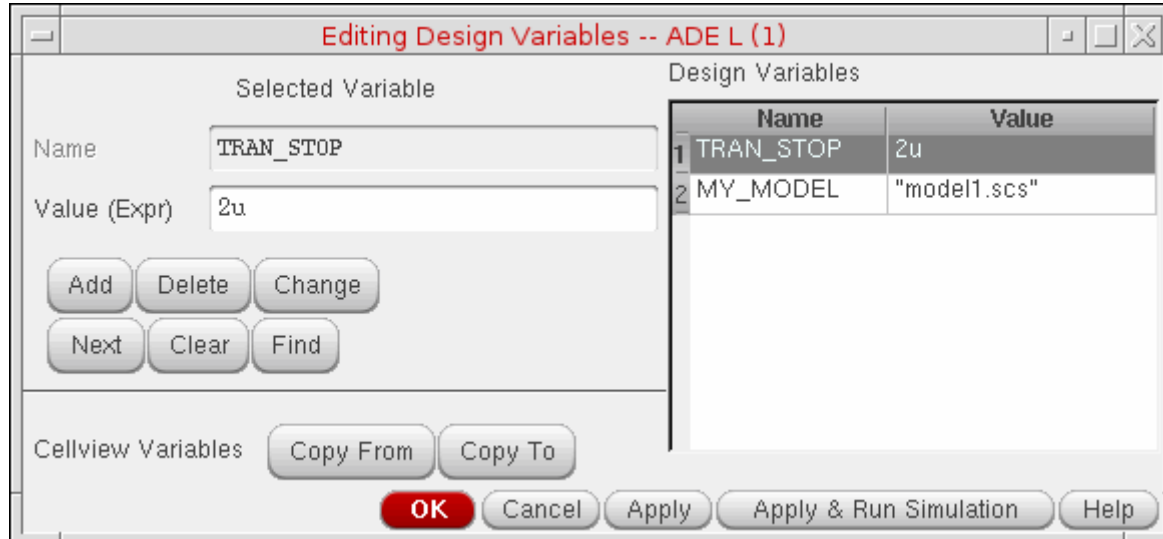 Editing Design Variables -- ADE L (1)
Selected Variable
Name TRAN_STOP
Value (Expr) 2u
Add Delete Change
Next Clear Find
Cellview Variables Copy From Copy To
Design Variables
Name Value
1 TRAN_STOP 2u
2 MY_MODEL "model1.scs"
OK Cancel Apply Apply & Run Simulation Help